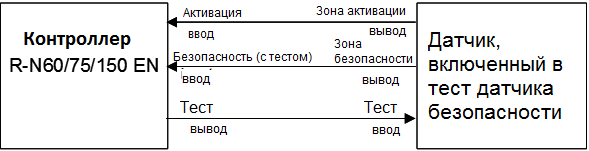 Контроллер
R-N60/75/150 EN
Активация
ввод
Зона активации
вывод
Безопасность (с тестом)
ввод
Зона
безопасности
вывод
Тест
вывод
Тест
ввод
Датчик,
включенный в
тест датчика
безопасности